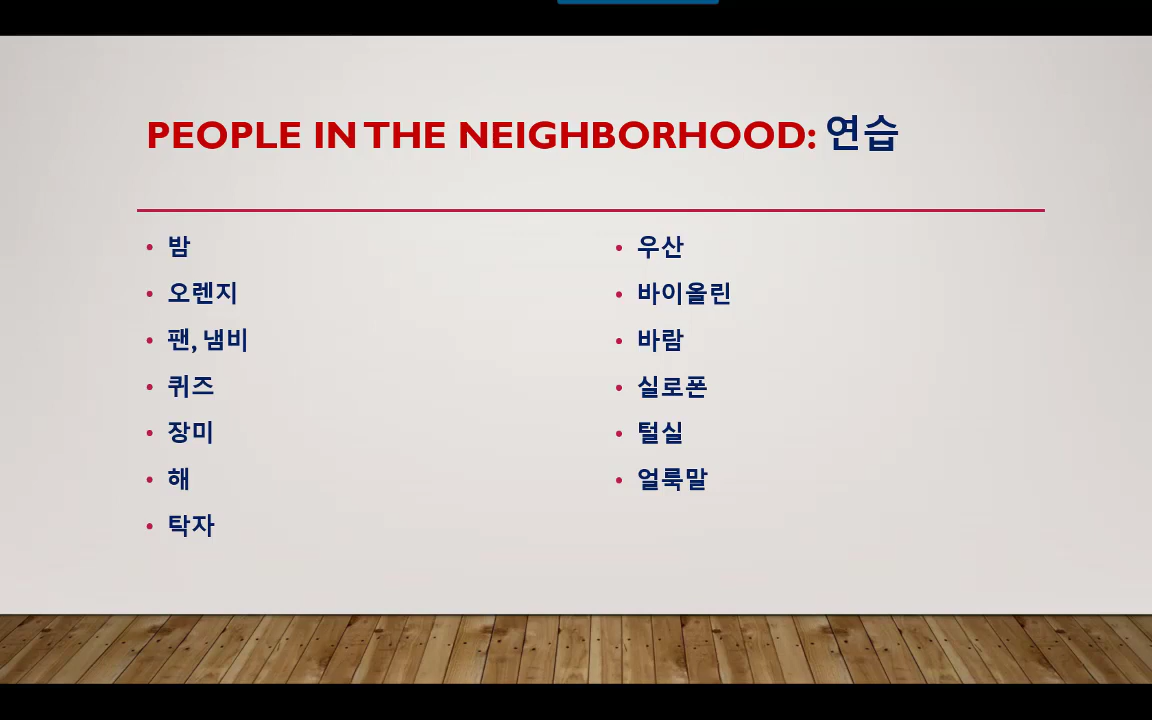 PEOPLE IN THE NEIGHBORHOOD: 연습
밤
오렌지
팬, 냄비
퀴즈
장미
해
탁자
우산
바이올린
바람
실로폰
털실
얼룩말